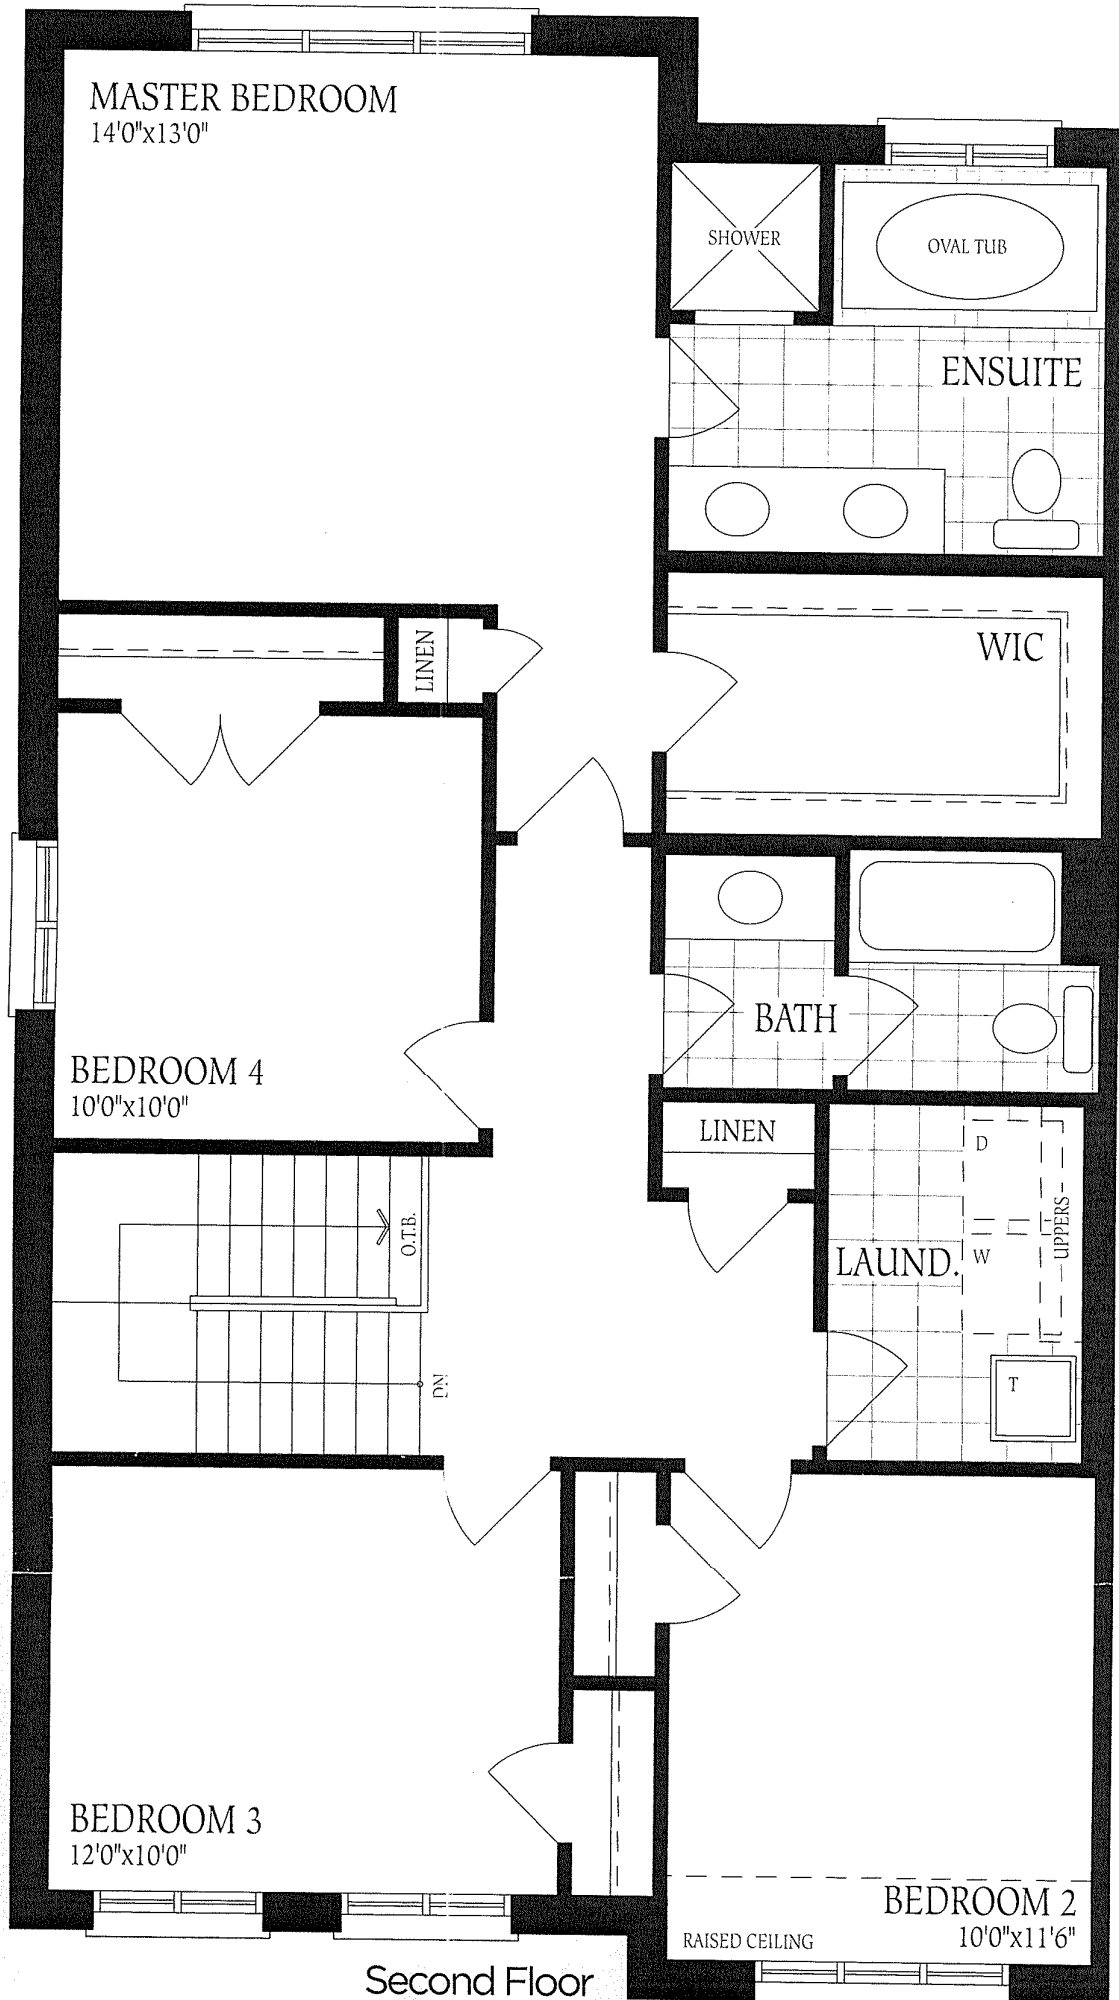 MASTER BEDROOM
14'0"x13'0"
SHOWER
OVAL TUB
ENSUITE
LINEN
WIC
BEDROOM 4
10'0"x10'0"
BATH
LINEN
D
UPPERS
W
LAUND.
O.T.B.
DN
T
BEDROOM 3
12'0"x10'0"
BEDROOM 2
10'0"x11'6"
RAISED CEILING
Second Floor